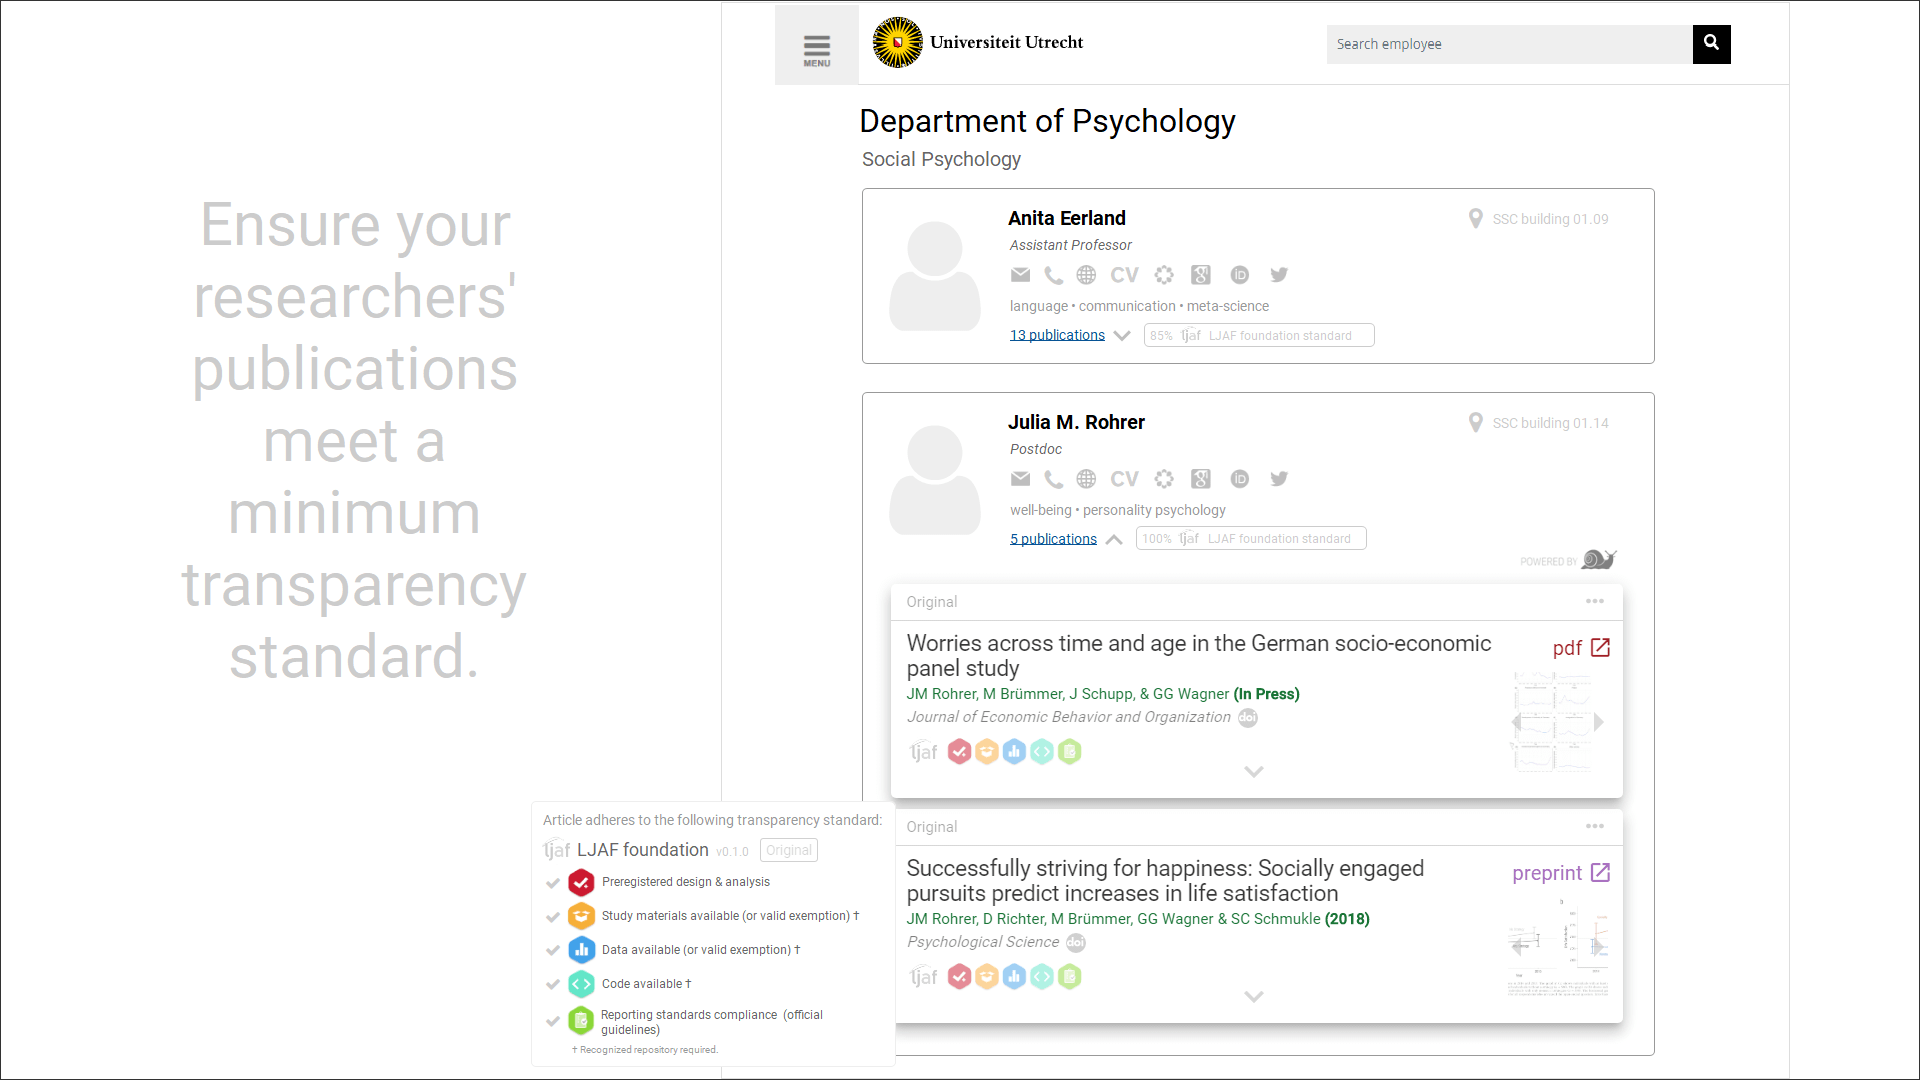 MENU
Universiteit Utrecht
Search employee
Department of Psychology
Social Psychology
Ensure your
researchers'
publications
meet a
minimum
transparency
standard.
Anita Eerland
SSC building 01.09
Assistant Professor
CV
iD
language • communication • meta-science
13 publications
85% ljaf LJAF foundation standard
Julia M. Rohrer
SSC building 01.14
Postdoc
CV
iD
well-being • personality psychology
5 publications
100% ljaf LJAF foundation standard
POWERED BY
Original
Worries across time and age in the German socio-economic
panel study
pdf
JM Rohrer, M Brümmer, J Schupp, & GG Wagner (In Press)
Journal of Economic Behavior and Organization doi
ljaf
Original
Successfully striving for happiness: Socially engaged
pursuits predict increases in life satisfaction
preprint
JM Rohrer, D Richter, M Brümmer, GG Wagner & SC Schmukle (2018)
Psychological Science doi
ljaf
Article adheres to the following transparency standard:
ljaf LJAF foundation v0.1.0 Original
Preregistered design & analysis
Study materials available (or valid exemption) †
Data available (or valid exemption) †
Code available †
Reporting standards compliance (official
guidelines)
† Recognized repository required.